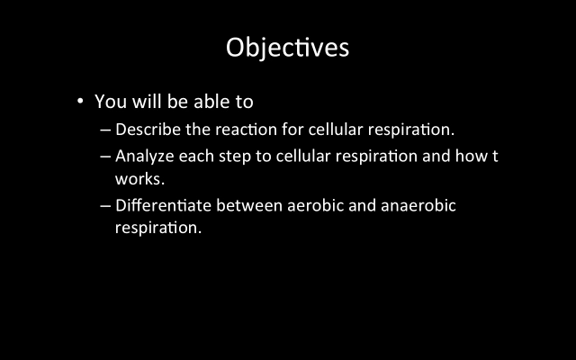 Objectives
• You will be able to
– Describe the reaction for cellular respiration.
– Analyze each step to cellular respiration and how t
works.
– Differentiate between aerobic and anaerobic
respiration.